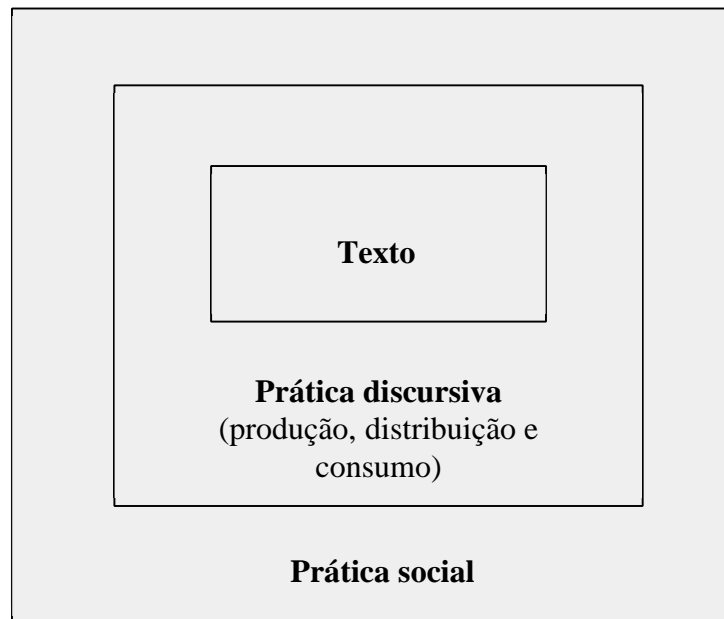 Texto
Prática discursiva
(produção, distribuição e
consumo)
Prática social